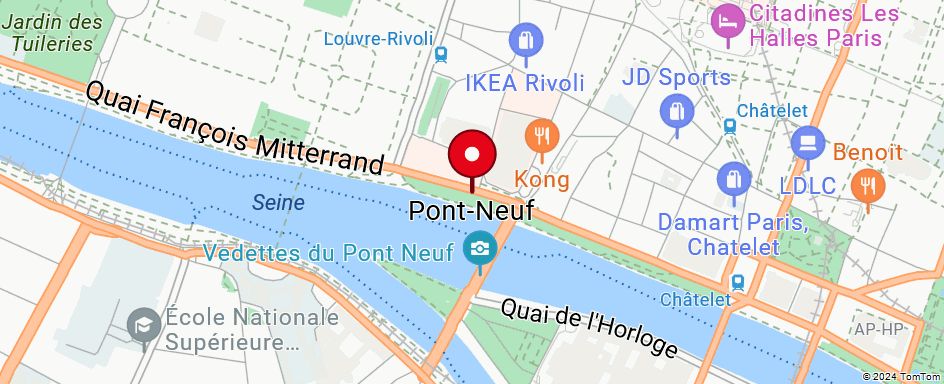 Jardin des
Tuileries
Louvre-Rivoli
IKEA Rivoli
Citadines Les
Halles Paris
JD Sports
Châtelet
Quai François Mitterrand
Kong
LDLC
Benoit
Seine
Pont-Neuf
Damart Paris,
Chatelet
Vedettes du Pont Neuf
Châtelet
École Nationale
Supérieure...
Quai de l'Horloge
AP-HP
© 2024 TomTom